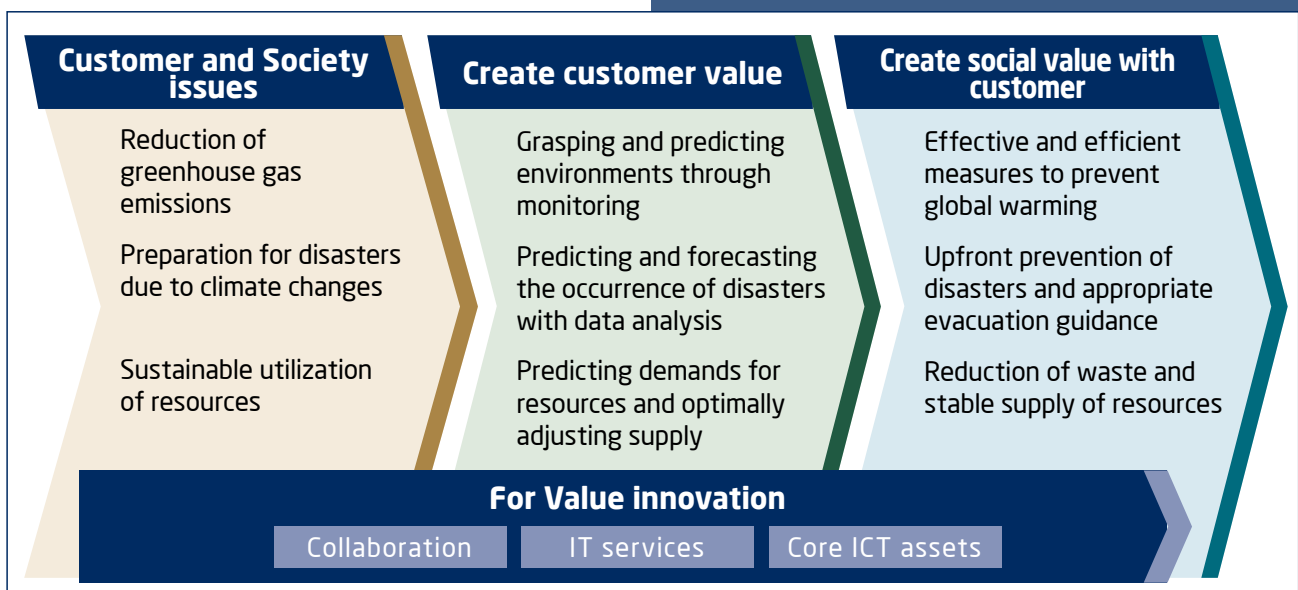 Customer and Society
issues
Reduction of
greenhouse gas
emissions
Preparation for disasters
due to climate changes
Sustainable utilization
of resources
Create customer value
Grasping and predicting
environments through
monitoring
Predicting and forecasting
the occurrence of disasters
with data analysis
Predicting demands for
resources and optimally
adjusting supply
Create social value with
customer
Effective and efficient
measures to prevent
global warming
Upfront prevention of
disasters and appropriate
evacuation guidance
Reduction of waste and
stable supply of resources
For Value innovation
Collaboration
IT services
Core ICT assets